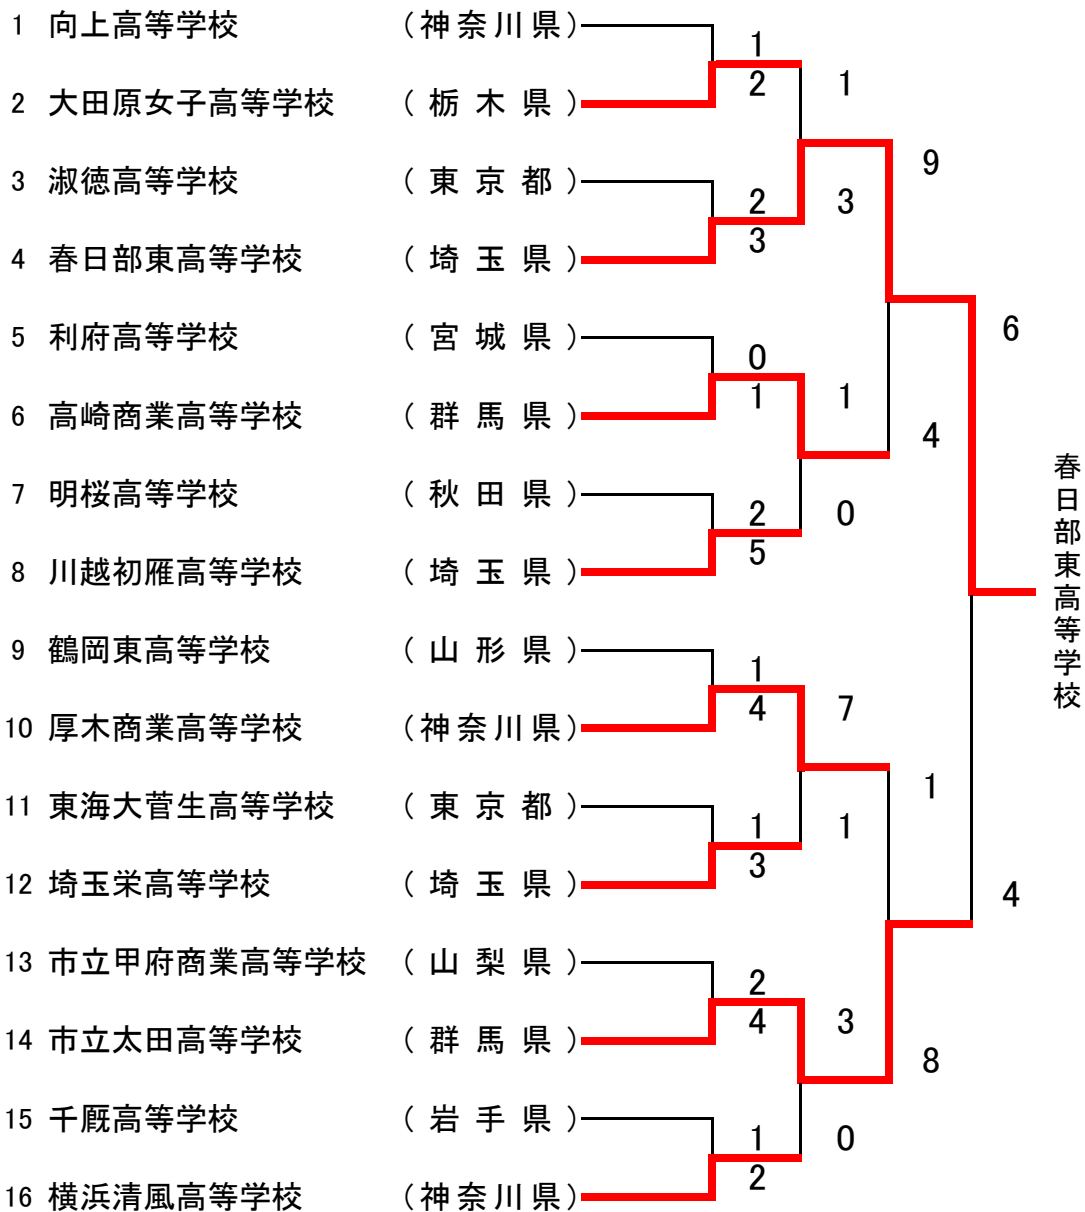 1 向上高等学校 (神奈川県)
1
2 1
2 大田原女子高等学校 (栃木県)
9
3 淑徳高等学校 (東京都)
2 3
3
4 春日部東高等学校 (埼玉県)
6
5 利府高等学校 (宮城県)
0
1 1
6 高崎商業高等学校 (群馬県)
4
7 明桜高等学校 (秋田県)
2 0
5
8 川越初雁高等学校 (埼玉県)
春日部東高等学校
9 鶴岡東高等学校 (山形県)
1
4 7
10 厚木商業高等学校 (神奈川県)
1
11 東海大菅生高等学校 (東京都)
1 1
3
12 埼玉栄高等学校 (埼玉県)
4
13 市立甲府商業高等学校 (山梨県)
2
4 3
14 市立太田高等学校 (群馬県)
8
15 千厩高等学校 (岩手県)
1 0
2
16 横浜清風高等学校 (神奈川県)